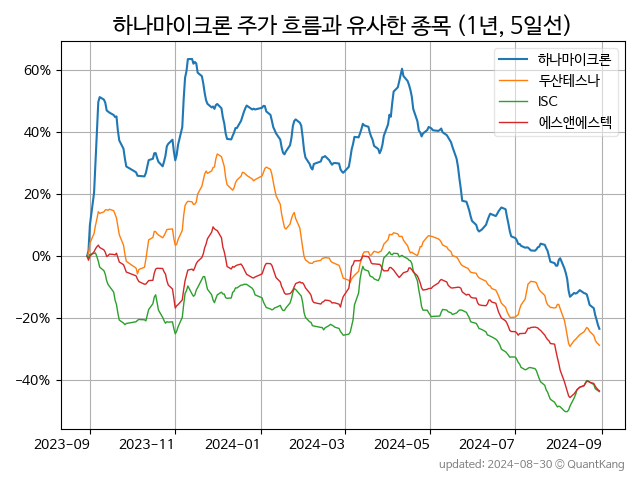 하나마이크론 주가 흐름과 유사한 종목 (1년, 5일선)
하나마이크론
두산테스나
ISC
에스앤에스텍
60%
40%
20%
0%
−20%
−40%
2023-09
2023-11
2024-01
2024-03
2024-05
2024-07
2024-09
updated: 2024-08-30 © QuantKang